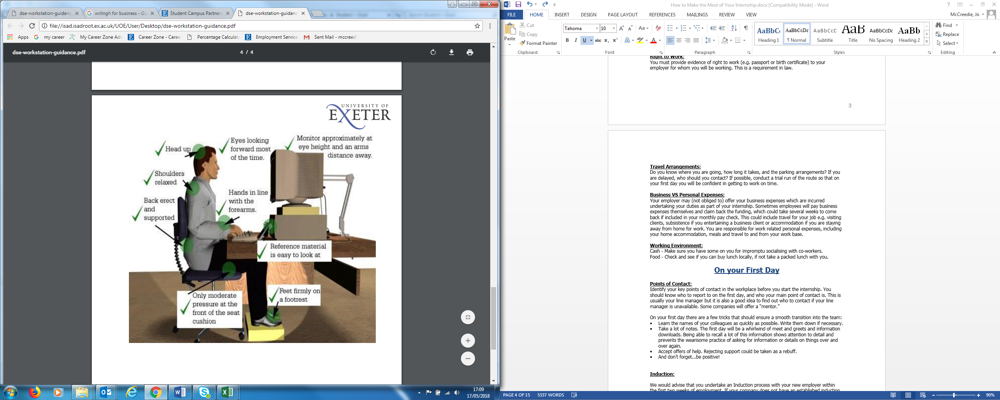 dse-workstation-guidanc
writngh for business - Go
Student Campus Partners
dse-workstation-guidanc
file://isad.isadroot.ex.ac.uk/UOE/User/Desktop/dse-workstation-guidance.pdf
Apps
my career
My Career Zone Adm
Career Zone - Caree
Percentage Calculato
Employment Service
Sent Mail - mccreedi
dse-workstation-guidance.pdf
4 / 4
UNIVERSITY OF
EXETER
Head up
Eyes looking
forward most
of the time.
Monitor approximately at
eye height and an arms
distance away.
Shoulders
relaxed
Hands in line
with the
forearms.
Back erect
and
supported
Reference material
is easy to look at
Feet firmly on
a footrest
Only moderate
pressure at the
front of the seat
cushion
17:09
17/05/2018
How to Make the Most of Your Internship.docx [Compatibility Mode] - Word
FILE
HOME
INSERT
DESIGN
PAGE LAYOUT
REFERENCES
MAILINGS
REVIEW
VIEW
McCreedie, Jo
Paste
Cut
Copy
Format Painter
Clipboard
Tahoma
10
Font
Paragraph
AaBbC
Heading 1
AaBbCcDd
¶ Normal
AaBbCcD
Subtitle
AaB
Title
AaBbCcDc
No Spacing
AaBb
Heading 2
Styles
Find
Replace
Select
Editing
Right to Work:
You must provide evidence of right to work (e.g. passport or birth certificate) to your
employer for whom you will be working. This is a requirement in law.
3
Travel Arrangements:
Do you know where you are going, how long it takes, and the parking arrangements? If you
are delayed, who should you contact? If possible, conduct a trial run of the route so that on
your first day you will be confident in getting to work on time.
Business VS Personal Expenses:
Your employer may (not obliged to) offer your business expenses which are incurred
undertaking your duties as part of your internship. Sometimes employees will pay business
expenses themselves and claim back the funding, which could take several weeks to come
back if included in your monthly pay check. This could include travel for your job e.g. visiting
clients, subsistence if you entertaining a business client or accommodation if you are staying
away from home for work. You are responsible for work related personal expenses, including
your home accommodation, meals and travel to and from your work base.
Working Environment:
Cash - Make sure you have some on you for impromptu socialising with co-workers.
Food - Check and see if you can buy lunch locally, if not take a packed lunch with you.
On your First Day
Points of Contact:
Identify your key points of contact in the workplace before you start the internship. You
should know who to report to on the first day, and who your main point of contact is. This is
usually your line manager but it is also a good idea to find out who to contact if your line
manager is unavailable. Some companies will offer a “mentor.”
On your first day there are a few tricks that should ensure a smooth transition into the team:
• Learn the names of your colleagues as quickly as possible. Write them down if necessary.
• Take a lot of notes. The first day will be a whirlwind of meet and greets and information
downloads. Being able to recall a lot of this information shows attention to detail and
prevents the wearisome practice of asking for information or details on things over and
over again.
• Accept offers of help. Rejecting support could be taken as a rebuff.
• And don’t forget...be positive!
Induction:
We would advise that you undertake an Induction process with your new employer within
the first two weeks of employment. If your company does not have an established induction
PAGE 4 OF 15
5337 WORDS
90%